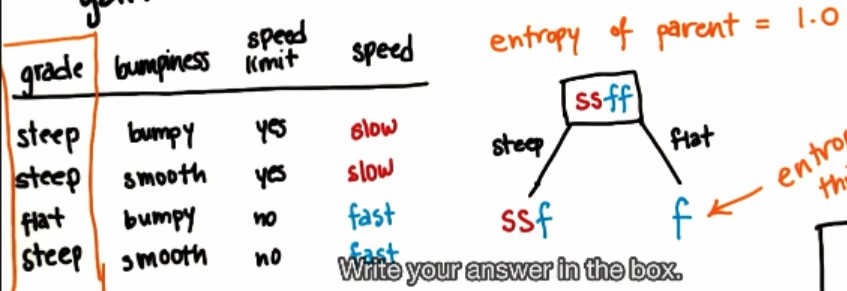 entropy of parent = 1.0
grade bumpiness speed limit speed
steep bumpy yes slow
steep smooth yes slow
flat bumpy no fast
steep smooth no fast
ssff
steep flat
ssf f
Write your answer in the box.